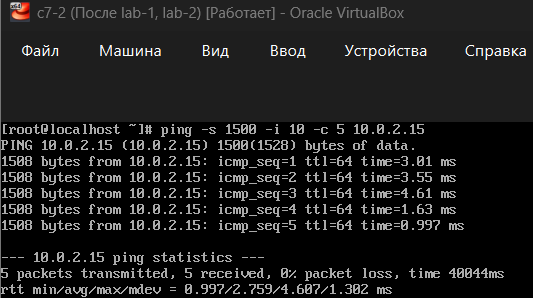 c7-2 (После lab-1, lab-2) [Работает] - Oracle VirtualBox
Файл Машина Вид Ввод Устройства Справка
[root@localhost ~]# ping -s 1500 -i 10 -c 5 10.0.2.15
PING 10.0.2.15 (10.0.2.15) 1500(1528) bytes of data.
1508 bytes from 10.0.2.15: icmp_seq=1 ttl=64 time=3.01 ms
1508 bytes from 10.0.2.15: icmp_seq=2 ttl=64 time=3.55 ms
1508 bytes from 10.0.2.15: icmp_seq=3 ttl=64 time=4.61 ms
1508 bytes from 10.0.2.15: icmp_seq=4 ttl=64 time=1.63 ms
1508 bytes from 10.0.2.15: icmp_seq=5 ttl=64 time=0.997 ms
--- 10.0.2.15 ping statistics ---
5 packets transmitted, 5 received, 0% packet loss, time 40044ms
rtt min/avg/max/mdev = 0.997/2.759/4.607/1.302 ms